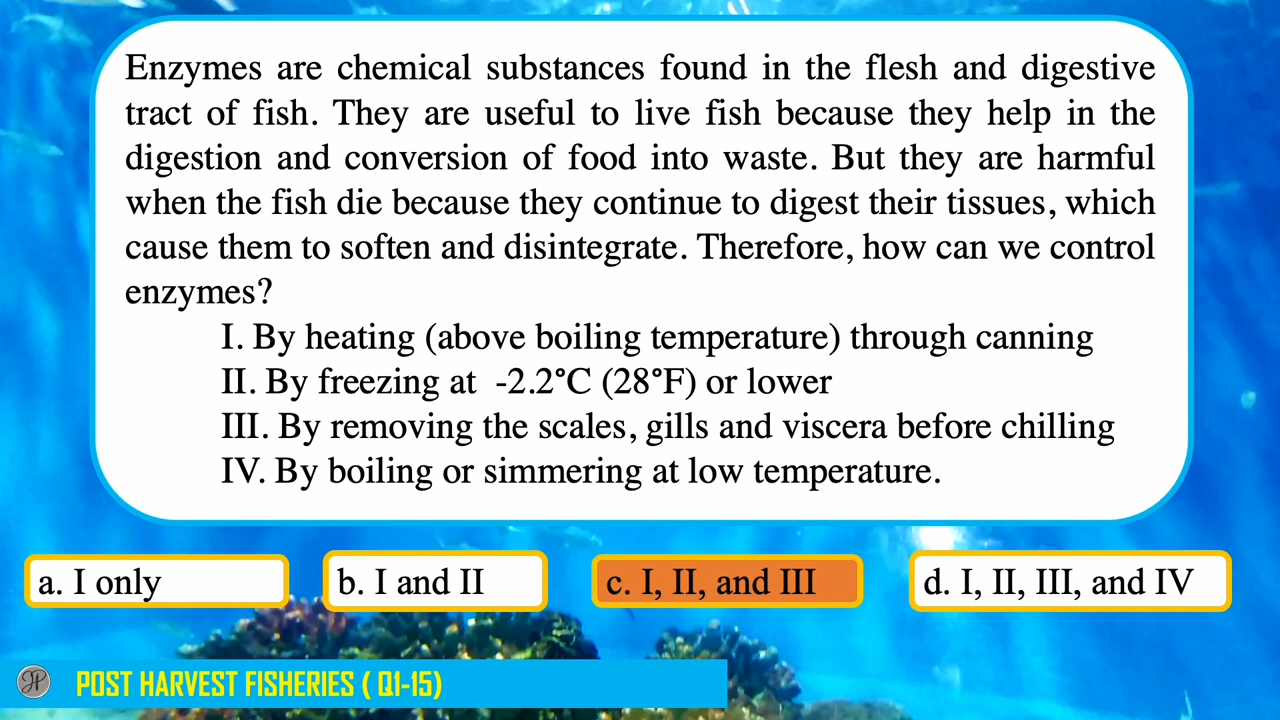 Enzymes are chemical substances found in the flesh and digestive
tract of fish. They are useful to live fish because they help in the
digestion and conversion of food into waste. But they are harmful
when the fish die because they continue to digest their tissues, which
cause them to soften and disintegrate. Therefore, how can we control
enzymes?
I. By heating (above boiling temperature) through canning
II. By freezing at -2.2°C (28°F) or lower
III. By removing the scales, gills and viscera before chilling
IV. By boiling or simmering at low temperature.
a. I only
b. I and II
c. I, II, and III
d. I, II, III, and IV
JP
POST HARVEST FISHERIES ( Q1-15)